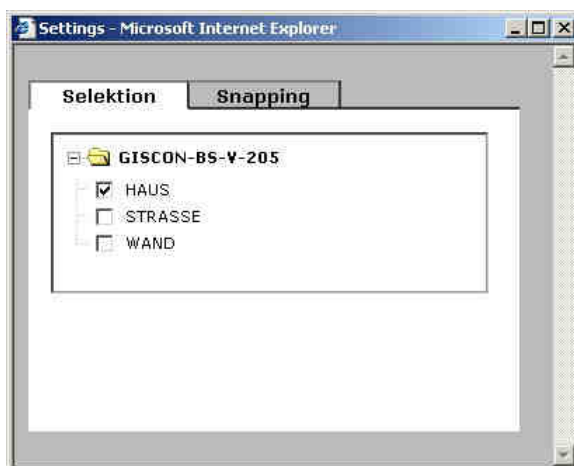 Settings - Microsoft Internet Explorer
Selektion Snapping
GISCON-BS-V-205
HAUS
STRASSE
WAND